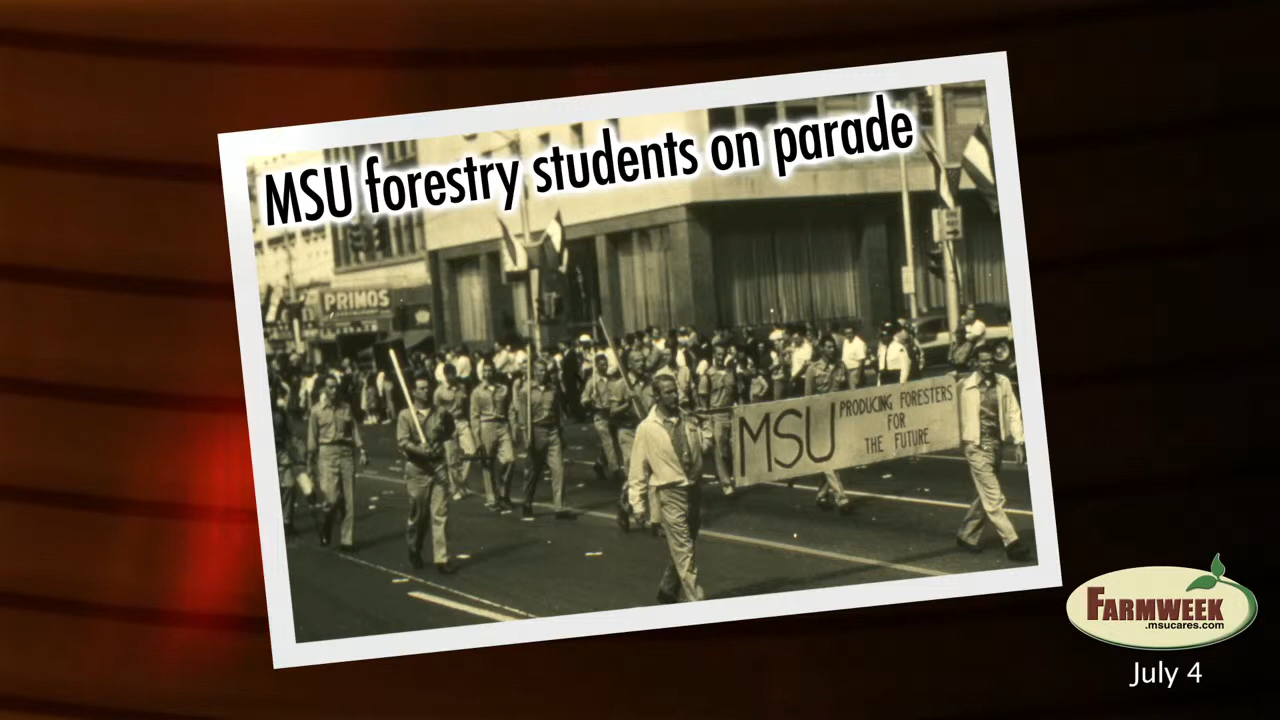 MSU forestry students on parade
PRIMOS
MSU
PRODUCING FORESTERS
FOR
THE FUTURE
FARMWEEK
.msucares.com
July 4